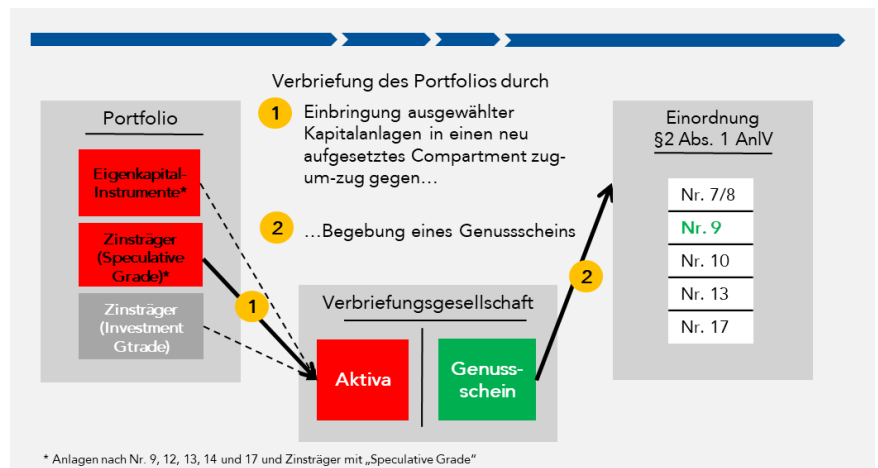 Verbriefung des Portfolios durch
Portfolio
Eigenkapital-
Instrumente*
Zinsträger
(Speculative
Grade)*
Zinsträger
(Investment
Gtrade)
1
Einbringung ausgewählter
Kapitalanlagen in einen neu
aufgesetztes Compartment zug-
um-zug gegen…
2
…Begebung eines Genussscheins
1
Verbriefungsgesellschaft
Aktiva
Genuss-
schein
2
Einordnung
§2 Abs. 1 AnlV
Nr. 7/8
Nr. 9
Nr. 10
Nr. 13
Nr. 17
* Anlagen nach Nr. 9, 12, 13, 14 und 17 und Zinsträger mit „Speculative Grade“